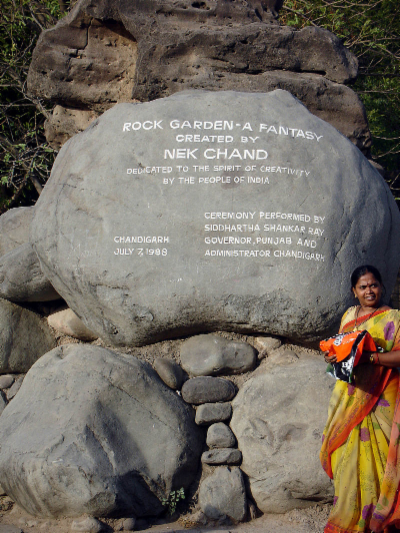 ROCK GARDEN-A FANTASY
CREATED BY
NEK CHAND
DEDICATED TO THE SPIRIT OF CREATIVITY
BY THE PEOPLE OF INDIA
CEREMONY PERFORMED BY
SIDDHARTHA SHANKAR RAY
GOVERNOR, PUNJAB AND
ADMINISTRATOR CHANDIGARH
CHANDIGARH
JULY 7, 1988